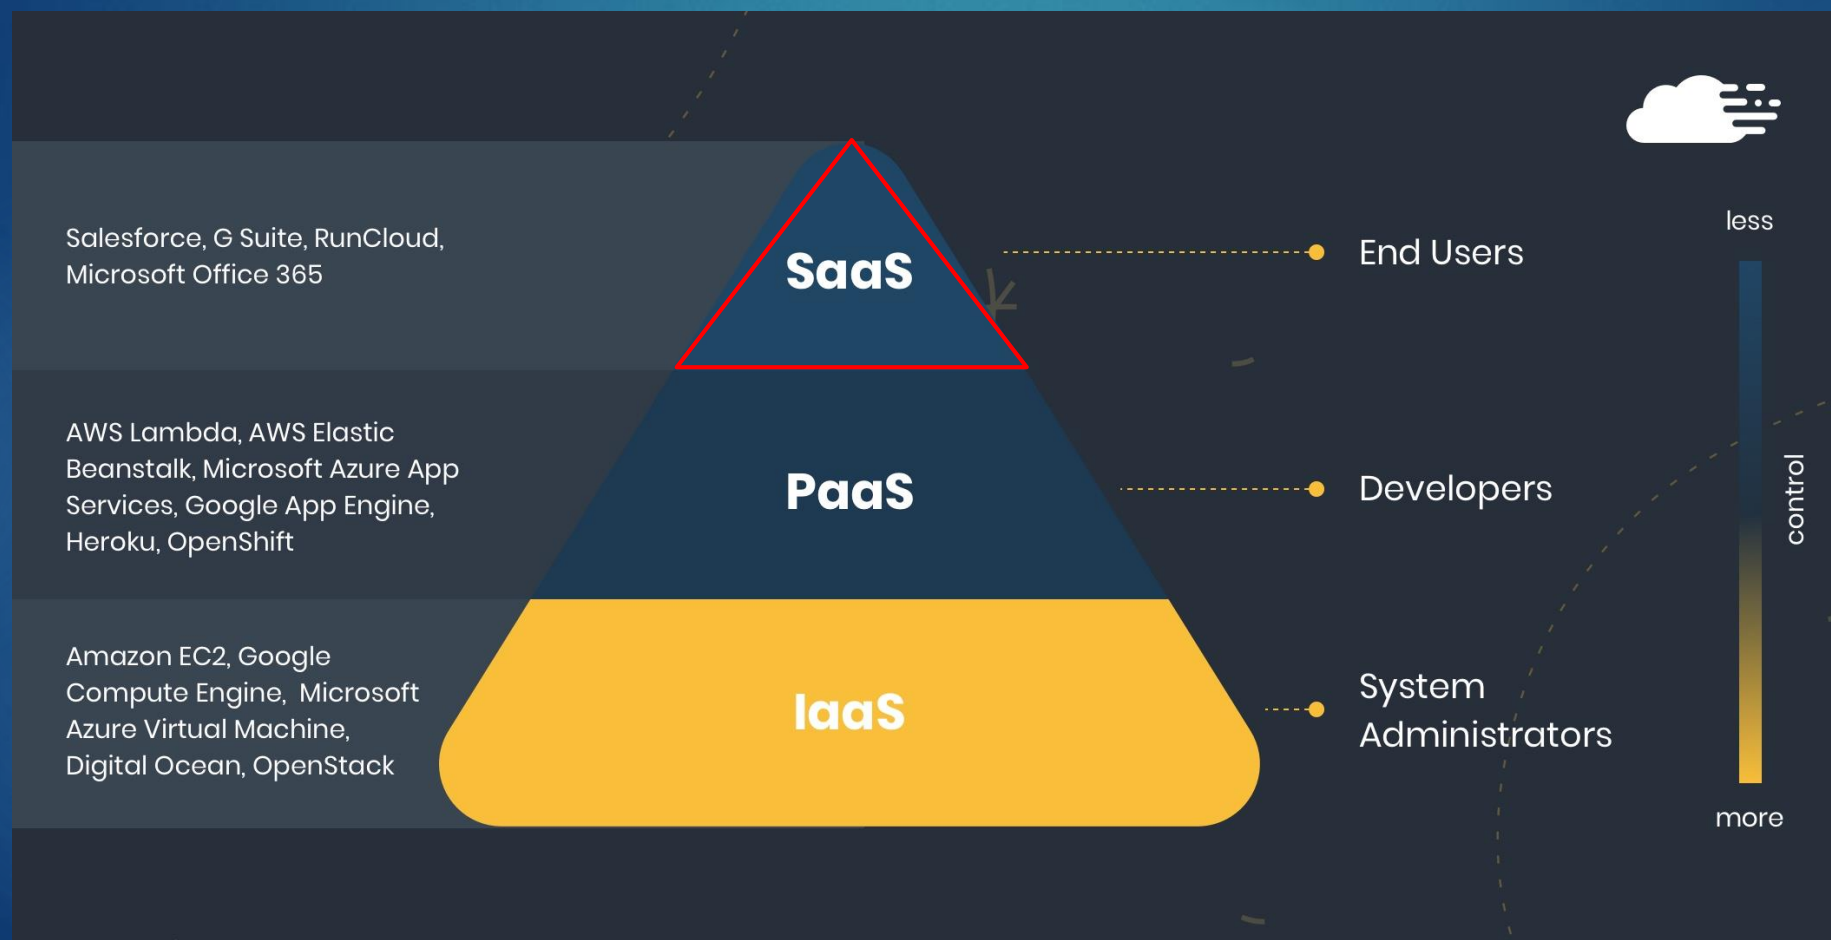 Salesforce, G Suite, RunCloud,
Microsoft Office 365
SaaS
End Users
less
AWS Lambda, AWS Elastic
Beanstalk, Microsoft Azure App
Services, Google App Engine,
Heroku, OpenShift
PaaS
Developers
control
Amazon EC2, Google
Compute Engine, Microsoft
Azure Virtual Machine,
Digital Ocean, OpenStack
IaaS
System
Administrators
more